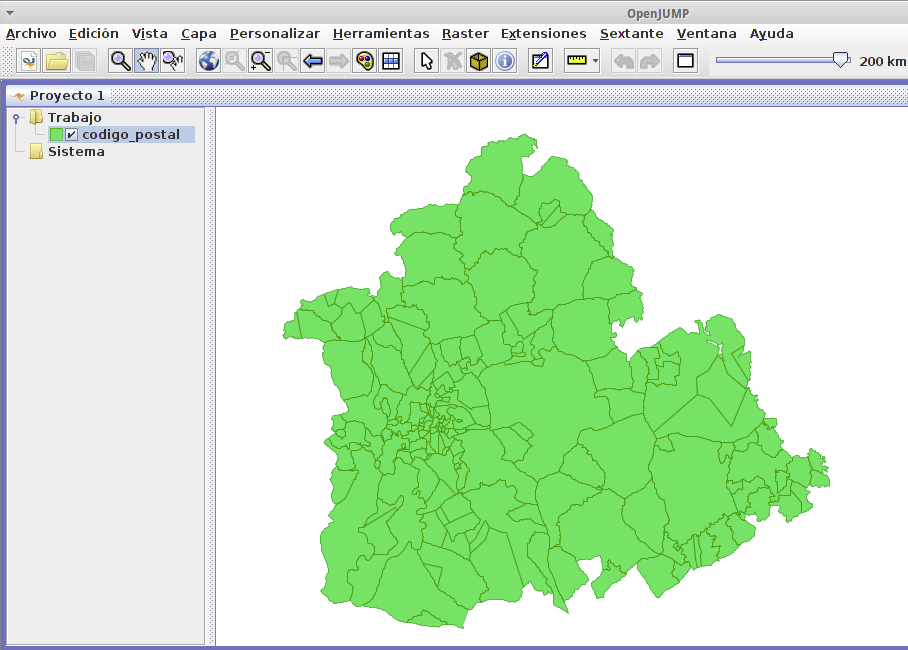 OpenJUMP
Archivo Edición Vista Capa Personalizar Herramientas Raster Extensiones Sextante Ventana Ayuda
200 km
Proyecto 1
Trabajo
codigo_postal
Sistema